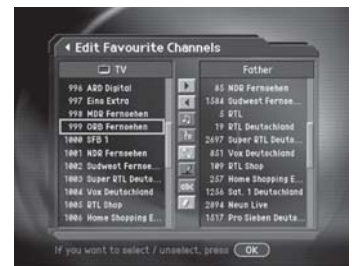 Edit Favourite Channels
TV
Father
996 ARD Digital
997 Eins Extra
998 MDR Fernsehen
999 ORB Fernsehen
1000 SFB 1
1001 NDR Fernsehen
1002 Sudwest Fernse...
1003 Super RTL Deuts...
1004 Vox Deutschland
1005 RTL Shop
1006 Home Shopping E...
abc
85 NDR Fernsehen
1584 Sudwest Fernse...
5 RTL
19 RTL Deutschland
2697 Super RTL Deuts...
851 Vox Deutschland
109 RTL Shop
257 Home Shopping E...
1256 Sat. 1 Deutschland
2894 Neun Live
1517 Pro Sieben Deuts...
If you want to select / unselect, press OK